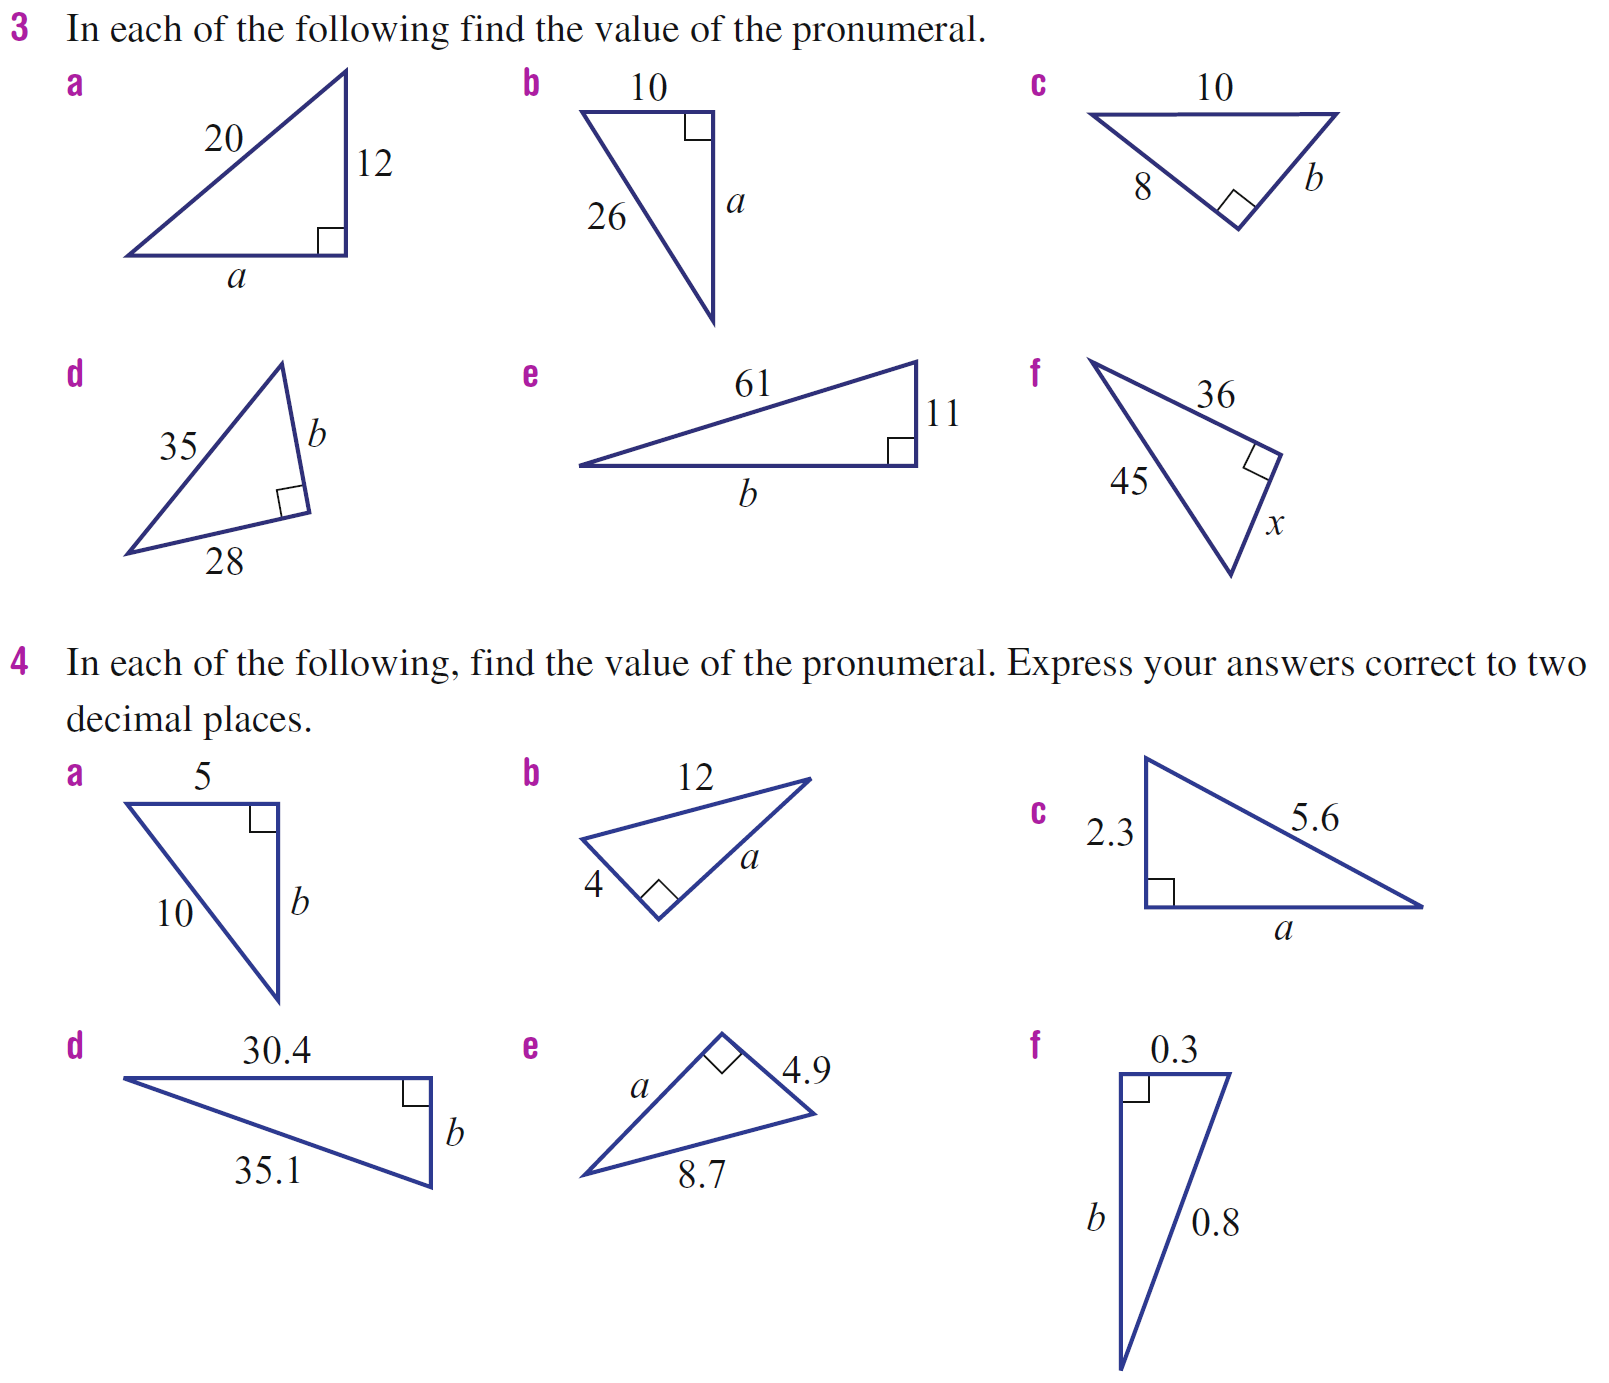 3 In each of the following find the value of the pronumeral.
a
20
12
a
b
10
26
a
c
10
8
b
d
35
b
28
e
61
11
b
f
36
45
x
4 In each of the following, find the value of the pronumeral. Express your answers correct to two
decimal places.
a
5
10
b
b
12
4
a
c
2.3
5.6
a
d
30.4
b
35.1
e
a
4.9
8.7
f
0.3
b
0.8